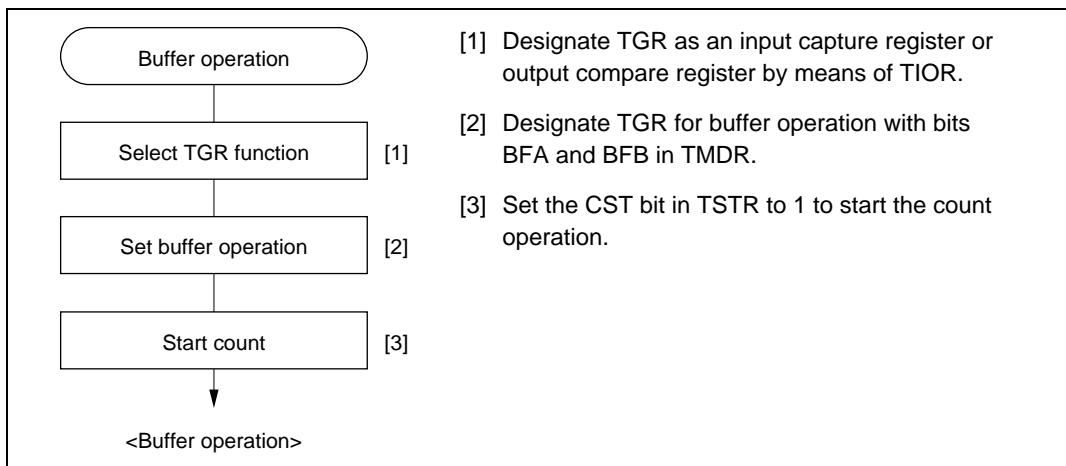 Buffer operation
Select TGR function [1]
Set buffer operation [2]
Start count [3]
<Buffer operation>
[1] Designate TGR as an input capture register or
output compare register by means of TIOR.
[2] Designate TGR for buffer operation with bits
BFA and BFB in TMDR.
[3] Set the CST bit in TSTR to 1 to start the count
operation.